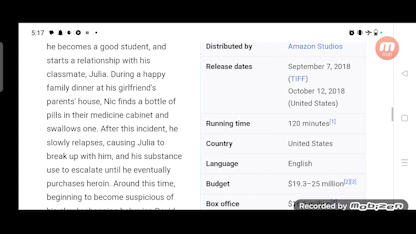 5:17
he becomes a good student, and
starts a relationship with his
classmate, Julia. During a happy
family dinner at his girlfriend's
parents' house, Nic finds a bottle of
pills in their medicine cabinet and
swallows one. After this incident, he
slowly relapses, causing Julia to
break up with him, and his substance
use to escalate until he eventually
purchases heroin. Around this time,
beginning to become suspicious of
Distributed by Amazon Studios
Release dates September 7, 2018
(TIFF)
October 12, 2018
(United States)
Running time 120 minutes[1]
Country United States
Language English
Budget $19.3–25 million[2][3]
Box office
Recorded by Mobizen